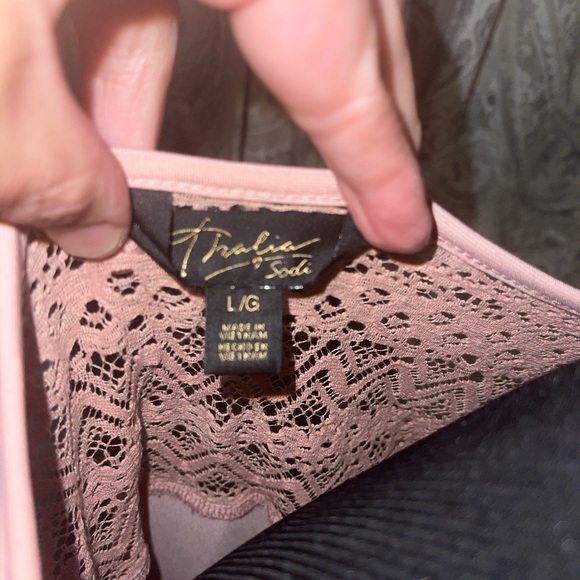 Thalia
Sodi
L/G
MADE IN
VIETNAM
HECHO EN
VIETNAM